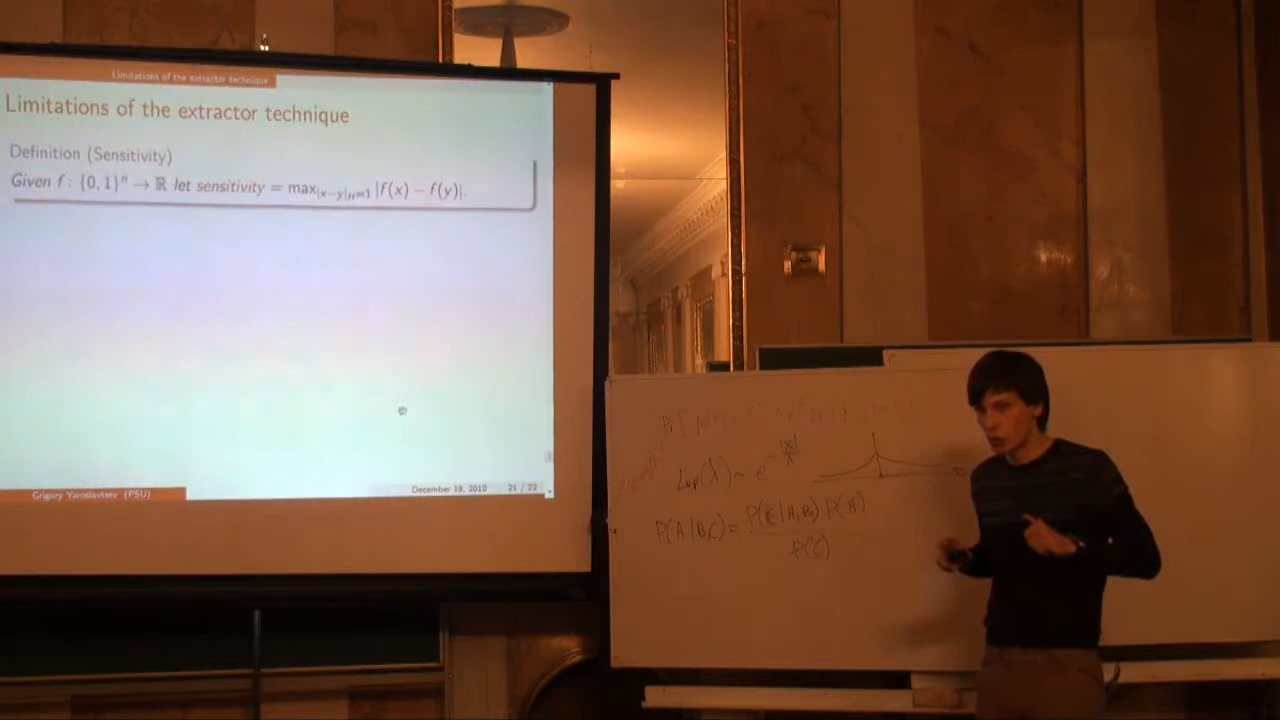 Limitations of the extractor technique
Limitations of the extractor technique
Definition (Sensitivity)
Given f : {0, 1}ⁿ → ℝ let sensitivity = max|x−y|H=1 |f(x) − f(y)|.
Grigory Yaroslavtsev (PSU) December 18, 2010 21 / 22
Lap(λ) ~ e^(-|x|/λ)
P(A|B,C) = P(C|A,B)·P(A)
P(C)